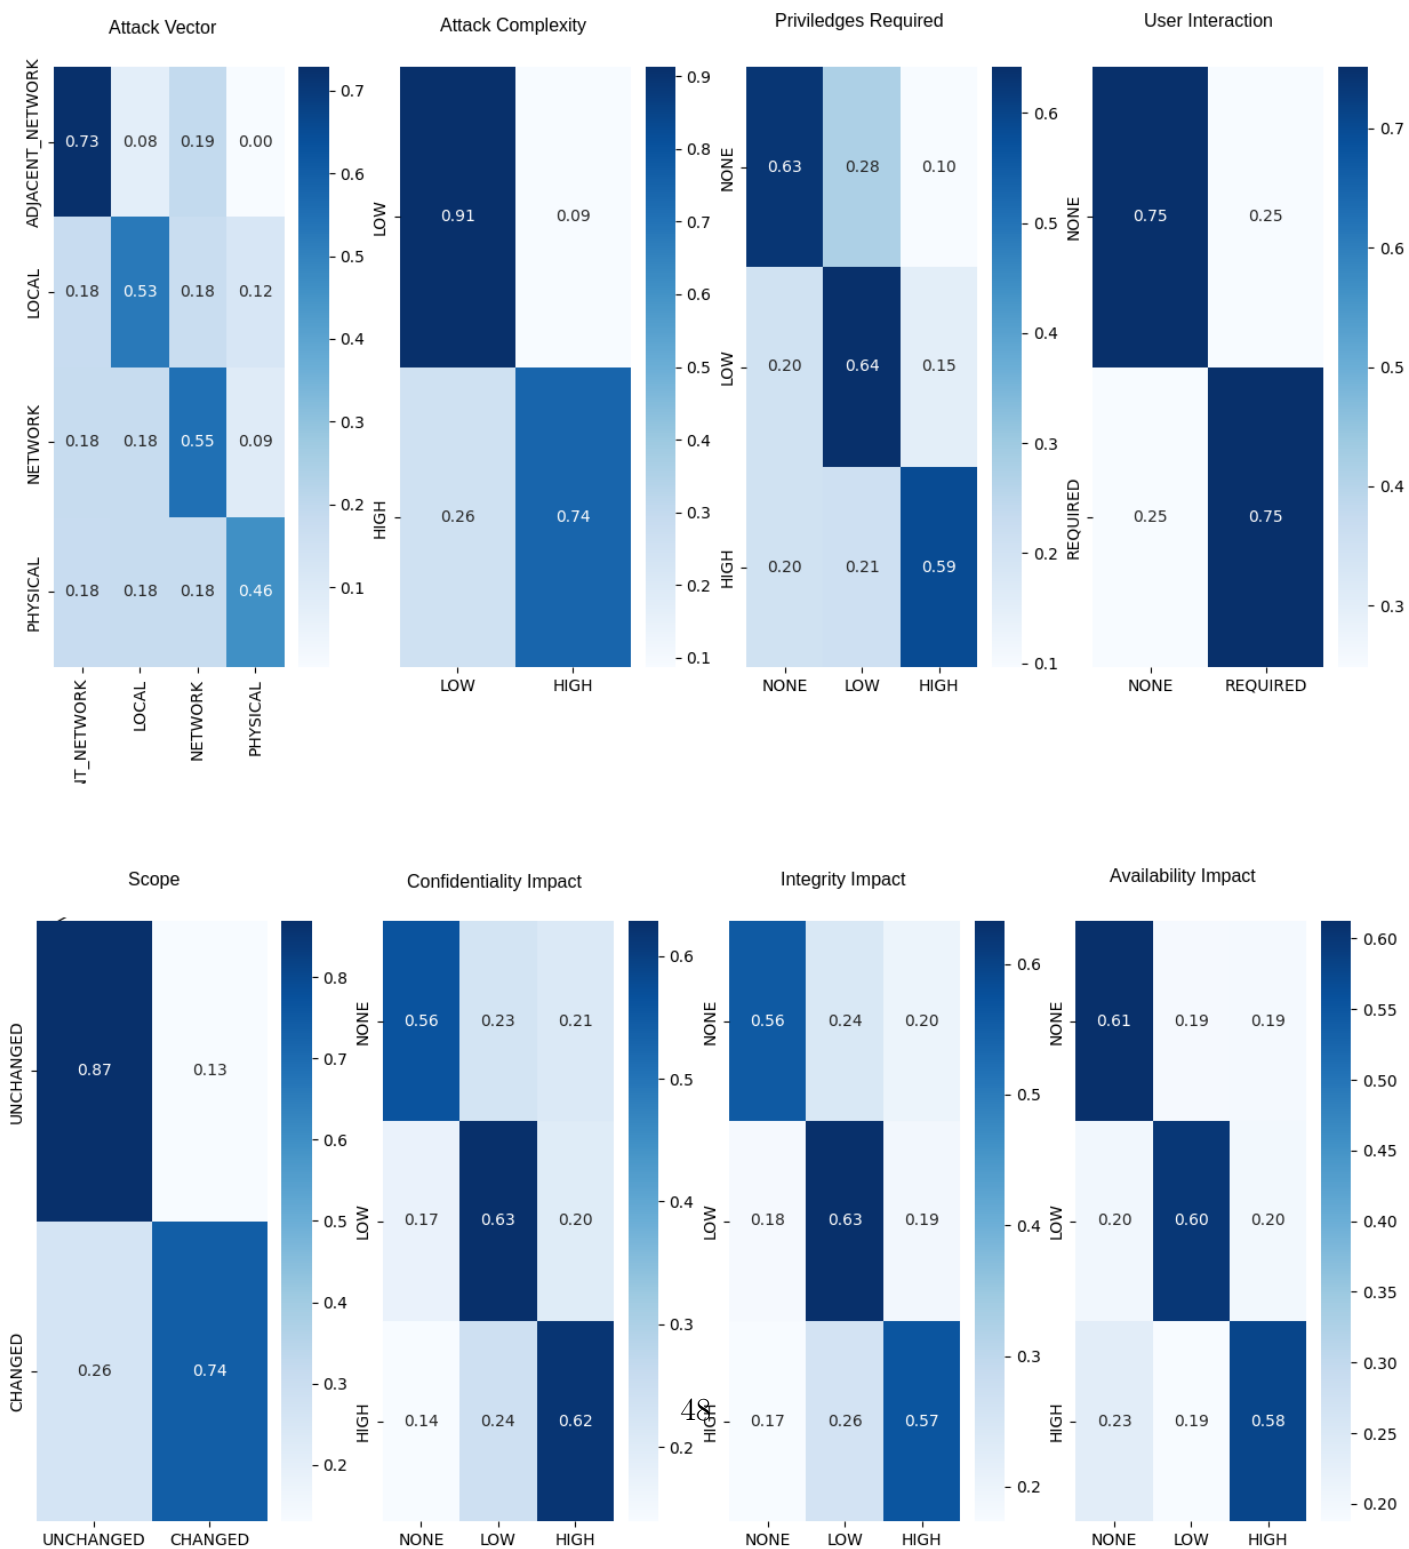 Attack Vector
ADJACENT_NETWORK
LOCAL
NETWORK
PHYSICAL
0.73 0.08 0.19 0.00
0.18 0.53 0.18 0.12
0.18 0.18 0.55 0.09
0.18 0.18 0.18 0.46
LOCAL
NETWORK
PHYSICAL
0.7
0.6
0.5
0.4
0.3
0.2
0.1
Attack Complexity
LOW
HIGH
0.91 0.09
0.26 0.74
LOW HIGH
0.9
0.8
0.7
0.6
0.5
0.4
0.3
0.2
0.1
Priviledges Required
NONE
LOW
HIGH
0.63 0.28 0.10
0.20 0.64 0.15
0.20 0.21 0.59
NONE LOW HIGH
0.6
0.5
0.4
0.3
0.2
0.1
User Interaction
NONE
REQUIRED
0.75 0.25
0.25 0.75
NONE REQUIRED
0.7
0.6
0.5
0.4
0.3
Scope
UNCHANGED
CHANGED
0.87 0.13
0.26 0.74
UNCHANGED CHANGED
0.8
0.7
0.6
0.5
0.4
0.3
0.2
Confidentiality Impact
NONE
LOW
HIGH
0.56 0.23 0.21
0.17 0.63 0.20
0.14 0.24 0.62
NONE LOW HIGH
0.6
0.5
0.4
0.3
0.2
48
Integrity Impact
NONE
LOW
HIGH
0.56 0.24 0.20
0.18 0.63 0.19
0.17 0.26 0.57
NONE LOW HIGH
0.6
0.5
0.4
0.3
0.2
Availability Impact
NONE
LOW
HIGH
0.61 0.19 0.19
0.20 0.60 0.20
0.23 0.19 0.58
NONE LOW HIGH
0.60
0.55
0.50
0.45
0.40
0.35
0.30
0.25
0.20